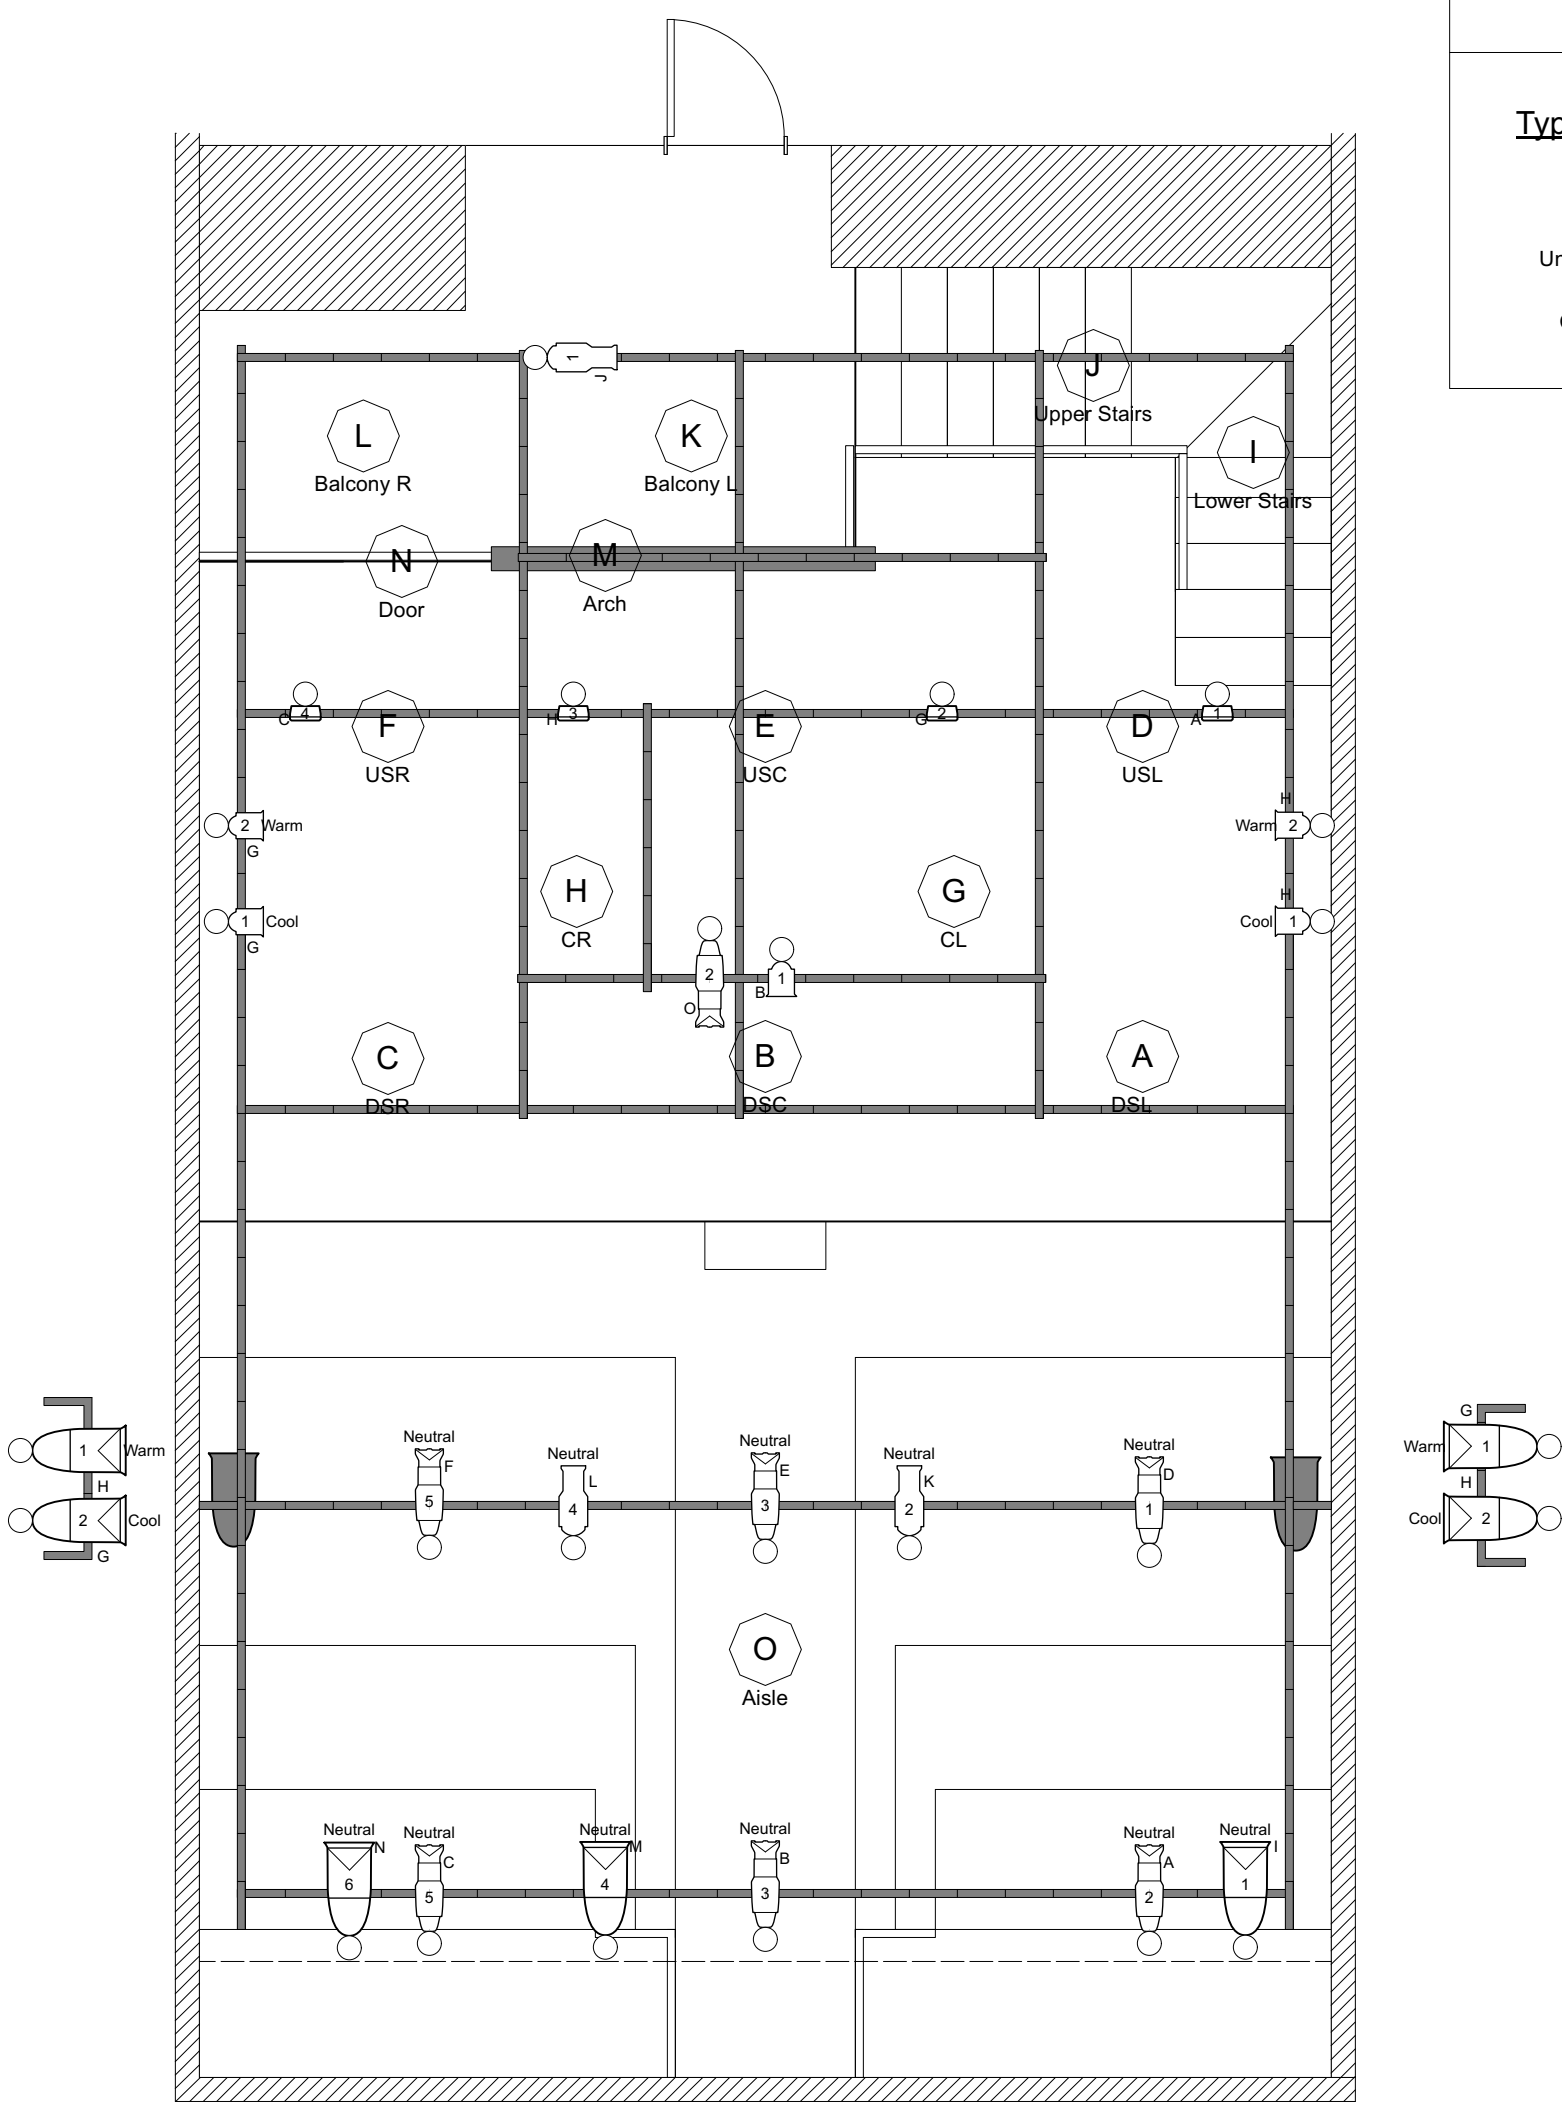 Typ
Ur
1
J
J
Upper Stairs
L
Balcony R
K
Balcony L
I
Lower Stairs
N
Door
M
Arch
C 4
H 3
G 2
A 1
F
USR
E
USC
D
USL
2 Warm
G
H
Warm 2
1 Cool
G
H
Cool 1
H
CR
G
CL
2
O
1
B
C
DSR
B
DSC
A
DSL
1 Warm
H
2 Cool
G
Neutral
F
5
Neutral
L
4
Neutral
E
3
Neutral
K
2
Neutral
D
1
G
Warm 1
H
Cool 2
O
Aisle
Neutral
N
6
Neutral
C
5
Neutral
M
4
Neutral
B
3
Neutral
A
2
Neutral
I
1